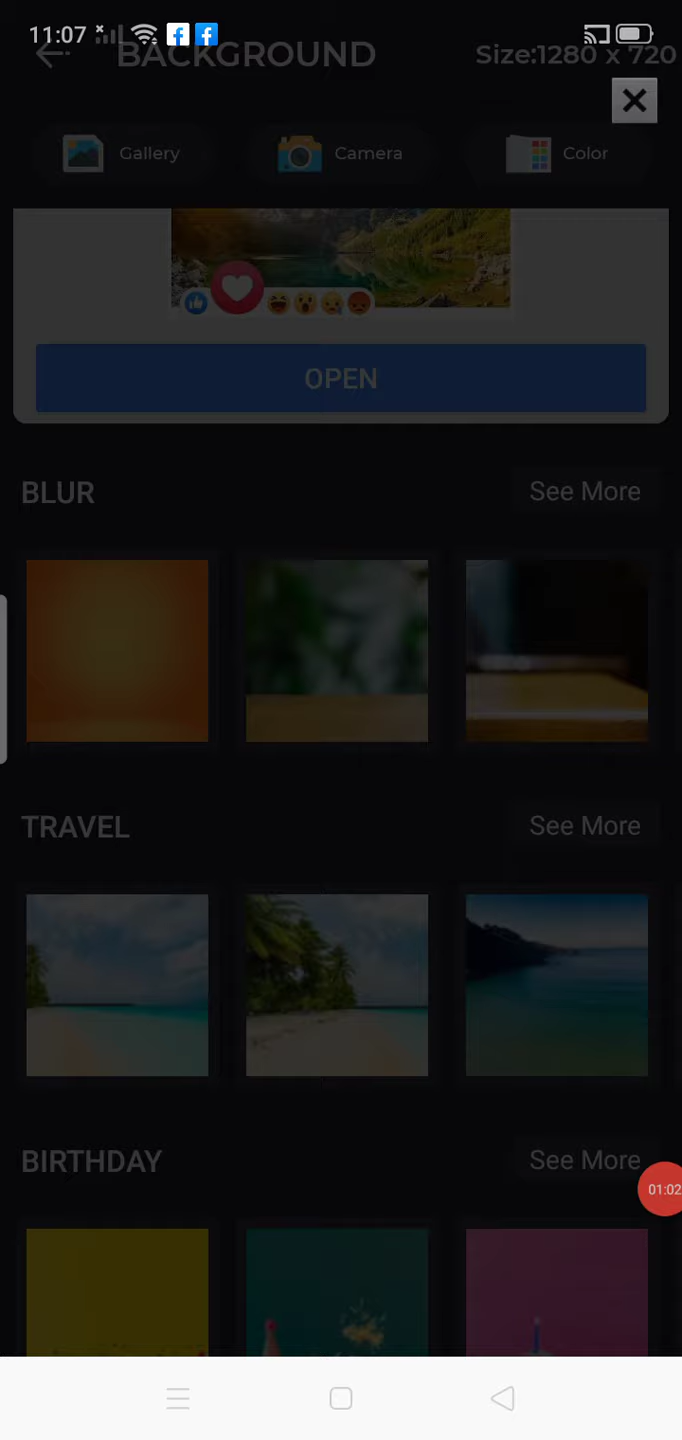 11:07
BACKGROUND
Size:1280 x 720
Gallery
Camera
Color
OPEN
BLUR
See More
TRAVEL
See More
BIRTHDAY
See More
01:02